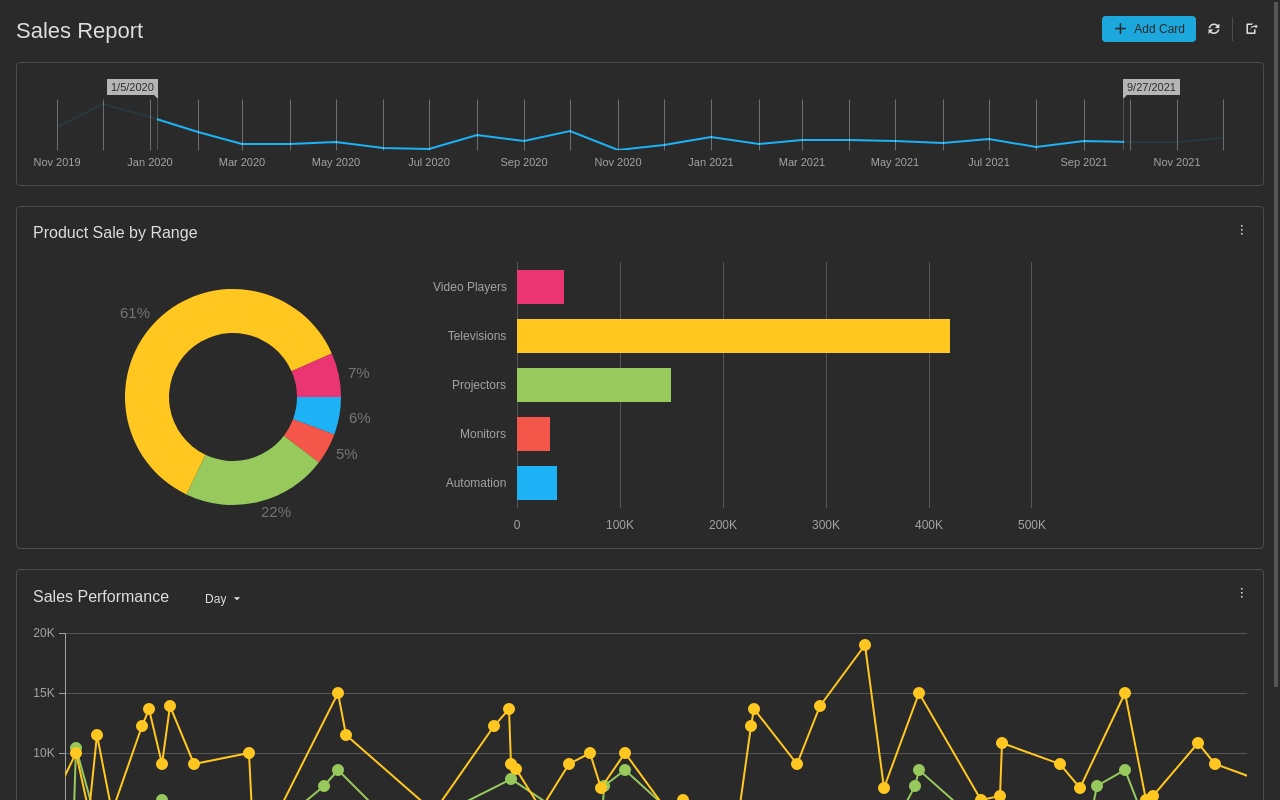 Sales Report
Add Card
1/5/2020
9/27/2021
Nov 2019 Jan 2020 Mar 2020 May 2020 Jul 2020 Sep 2020 Nov 2020 Jan 2021 Mar 2021 May 2021 Jul 2021 Sep 2021 Nov 2021
Product Sale by Range
61%
7%
6%
5%
22%
Video Players
Televisions
Projectors
Monitors
Automation
0 100K 200K 300K 400K 500K
Sales Performance
Day
20K
15K
10K